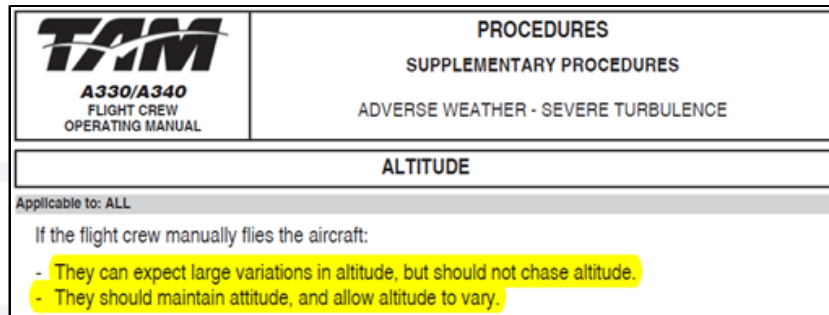 TAM
A330/A340
FLIGHT CREW
OPERATING MANUAL
PROCEDURES
SUPPLEMENTARY PROCEDURES
ADVERSE WEATHER - SEVERE TURBULENCE
ALTITUDE
Applicable to: ALL
If the flight crew manually flies the aircraft:
- They can expect large variations in altitude, but should not chase altitude.
- They should maintain attitude, and allow altitude to vary.